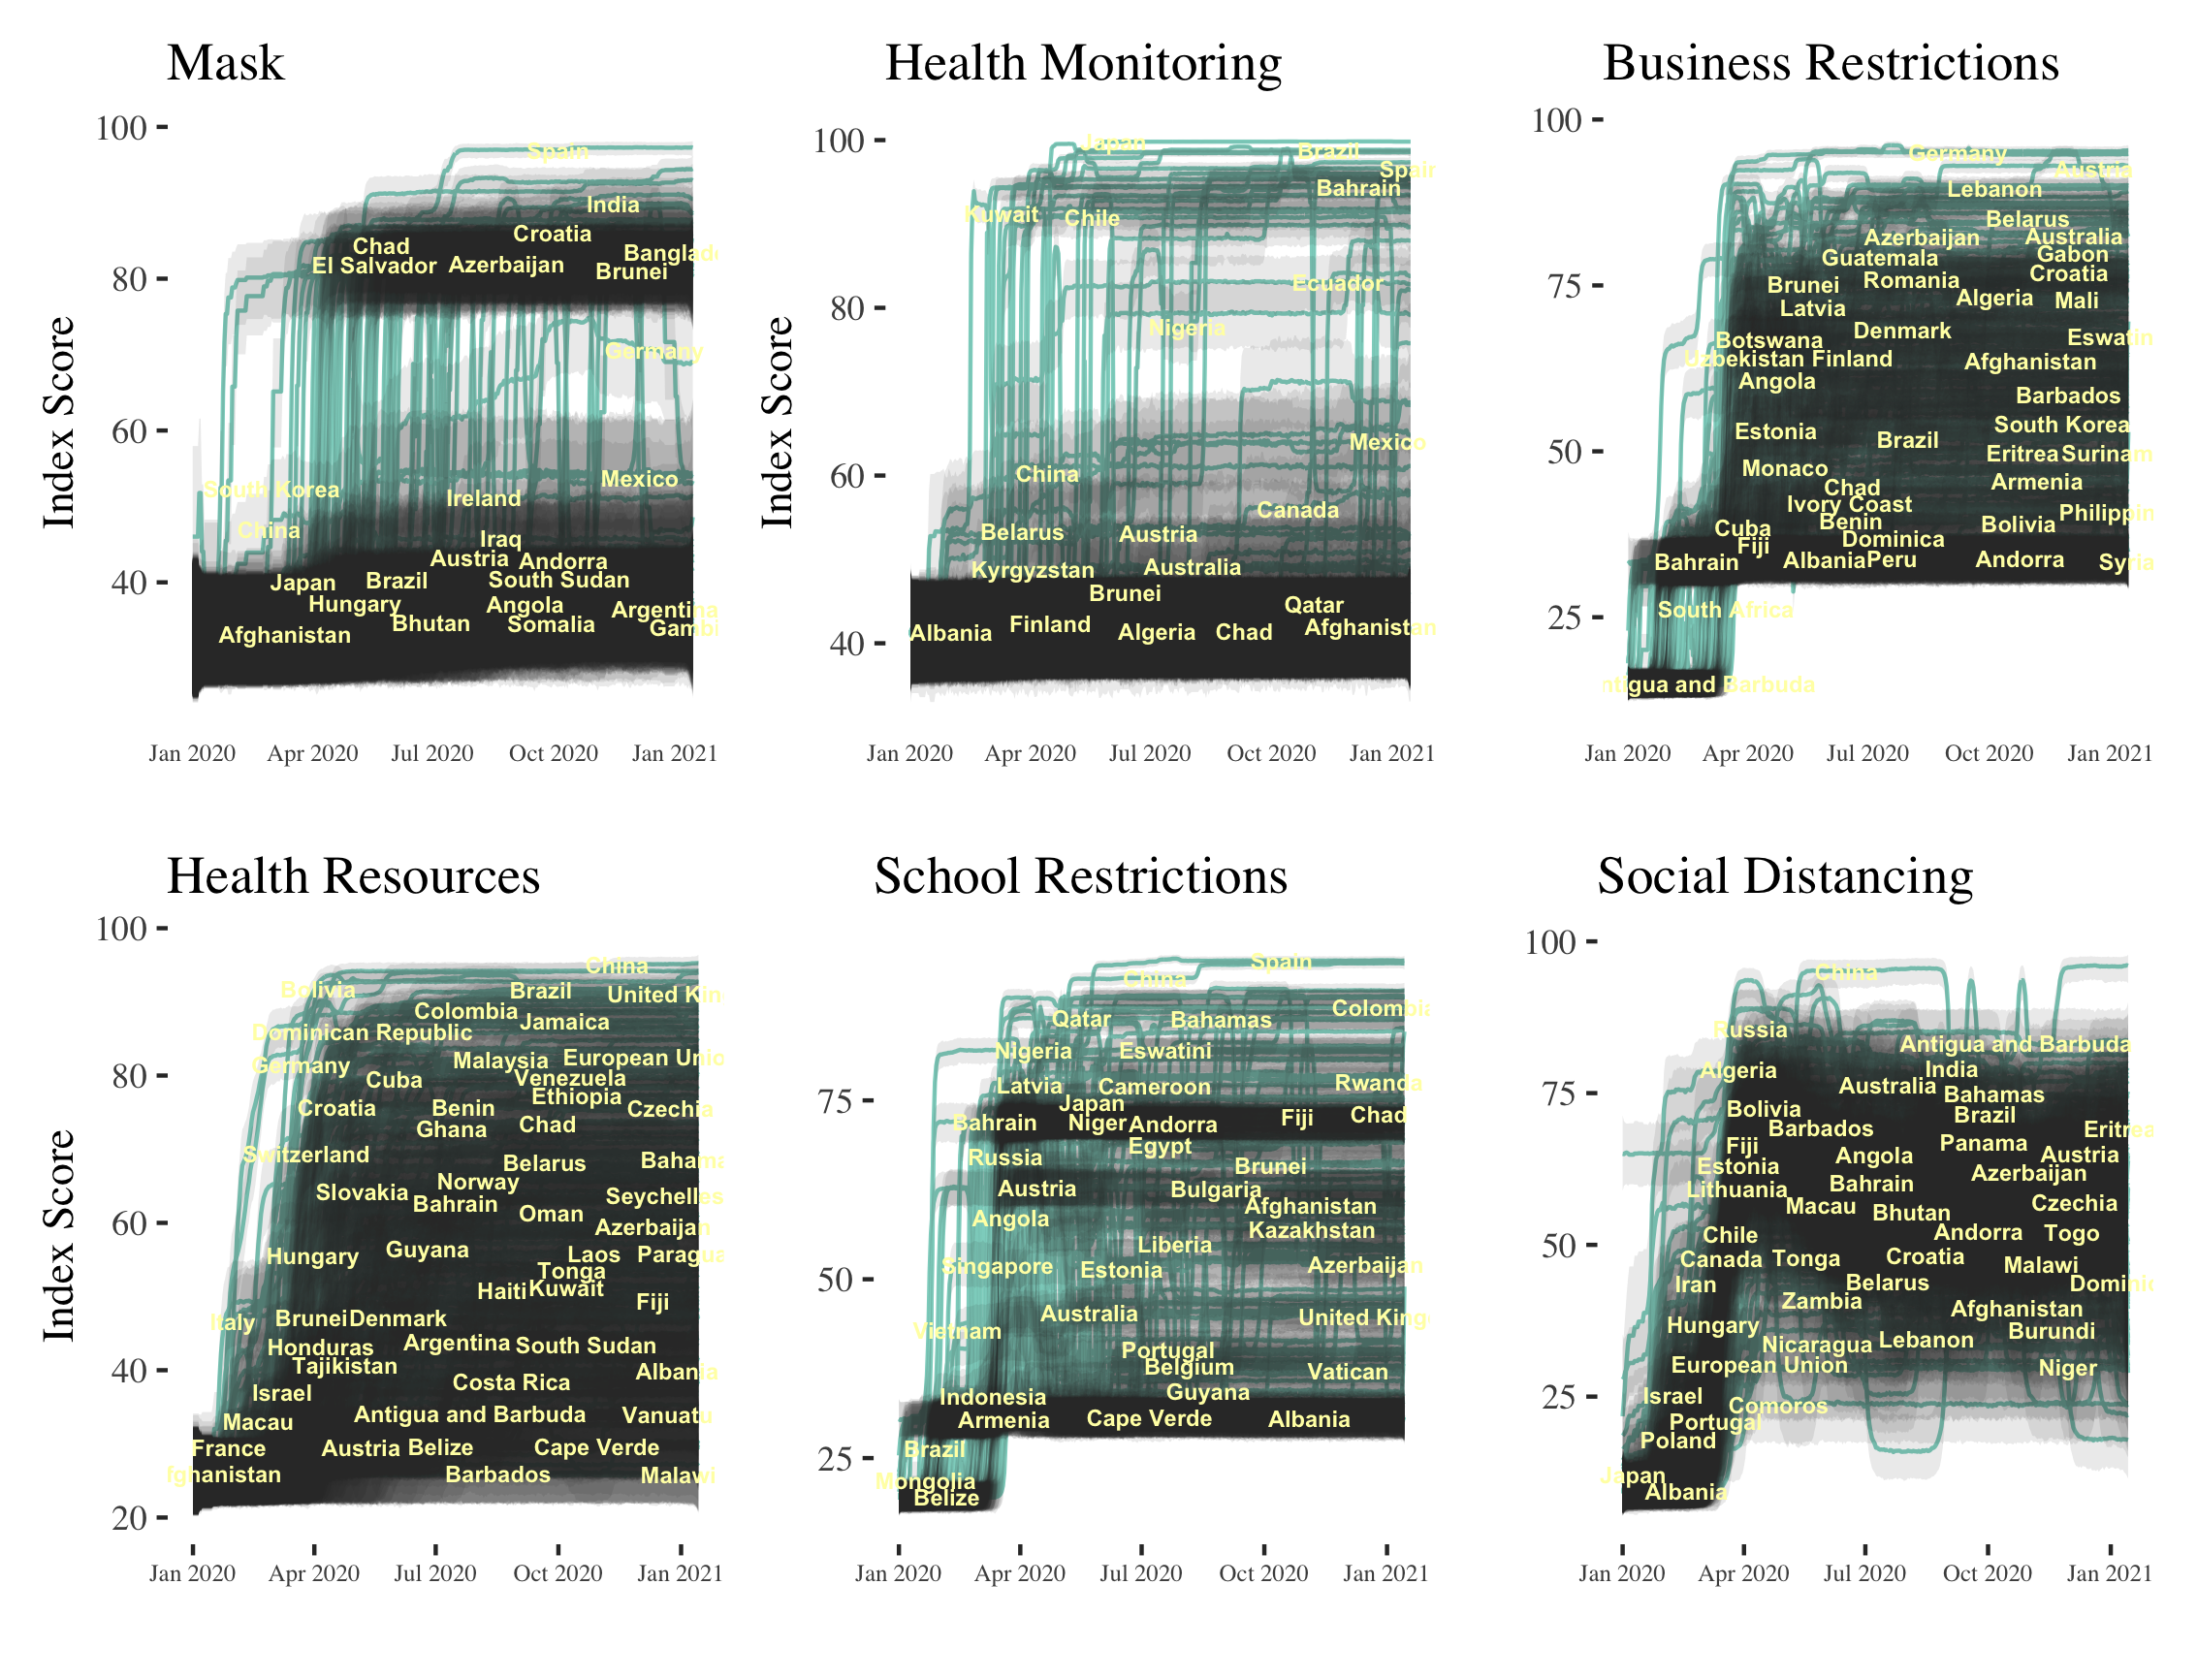 Mask
Index Score
100
80
60
40
Spain
India
Croatia
Chad
Banglad
El Salvador
Azerbaijan
Brunei
Germany
Mexico
South Korea
Ireland
China
Iraq
Austria
Andorra
Japan
Brazil
South Sudan
Hungary
Angola
Argentina
Bhutan
Somalia
Gambi
Afghanistan
Jan 2020 Apr 2020 Jul 2020 Oct 2020 Jan 2021
Health Monitoring
Index Score
100
80
60
40
Japan
Brazil
Spain
Bahrain
Kuwait
Chile
Ecuador
Nigeria
Mexico
China
Canada
Belarus
Austria
Kyrgyzstan
Australia
Brunei
Qatar
Albania
Finland
Algeria
Chad
Afghanistan
Jan 2020 Apr 2020 Jul 2020 Oct 2020 Jan 2021
Business Restrictions
100
75
50
25
Germany
Austria
Lebanon
Belarus
Azerbaijan
Australia
Guatemala
Gabon
Brunei
Romania
Croatia
Latvia
Algeria
Mali
Botswana
Denmark
Eswatin
Uzbekistan
Finland
Afghanistan
Angola
Barbados
Estonia
Brazil
South Korea
Monaco
Eritrea
Surinam
Chad
Armenia
Ivory Coast
Philippin
Cuba
Benin
Bolivia
Fiji
Dominica
Bahrain
Albania
Peru
Andorra
Syria
South Africa
ntigua and Barbuda
Jan 2020 Apr 2020 Jul 2020 Oct 2020 Jan 2021
Health Resources
Index Score
100
80
60
40
20
China
Bolivia
Brazil
United Kin
Colombia
Jamaica
Dominican Republic
Germany
Malaysia
European Unio
Cuba
Venezuela
Ethiopia
Croatia
Benin
Czechia
Ghana
Chad
Switzerland
Belarus
Bahama
Slovakia
Norway
Seychelles
Bahrain
Oman
Azerbaijan
Hungary
Guyana
Laos
Paragua
Tonga
Haiti
Kuwait
Fiji
Italy
Brunei
Denmark
Honduras
Argentina
South Sudan
Tajikistan
Albania
Israel
Costa Rica
Macau
Antigua and Barbuda
Vanuatu
France
Austria
Belize
Cape Verde
fghanistan
Barbados
Malawi
Jan 2020 Apr 2020 Jul 2020 Oct 2020 Jan 2021
School Restrictions
75
50
25
Spain
China
Colombia
Qatar
Bahamas
Nigeria
Eswatini
Latvia
Cameroon
Rwanda
Japan
Bahrain
Niger
Andorra
Fiji
Chad
Egypt
Russia
Brunei
Austria
Bulgaria
Angola
Afghanistan
Kazakhstan
Liberia
Singapore
Estonia
Azerbaijan
Australia
United King
Vietnam
Portugal
Belgium
Vatican
Indonesia
Guyana
Armenia
Cape Verde
Albania
Brazil
Mongolia
Belize
Jan 2020 Apr 2020 Jul 2020 Oct 2020 Jan 2021
Social Distancing
100
75
50
25
China
Russia
Antigua and Barbuda
Algeria
India
Australia
Bahamas
Bolivia
Brazil
Barbados
Eritrea
Fiji
Panama
Estonia
Angola
Austria
Lithuania
Bahrain
Azerbaijan
Macau
Bhutan
Czechia
Chile
Andorra
Togo
Canada
Tonga
Croatia
Malawi
Iran
Belarus
Dominic
Zambia
Afghanistan
Hungary
Burundi
Nicaragua
Lebanon
European Union
Niger
Israel
Comoros
Portugal
Poland
Japan
Albania
Jan 2020 Apr 2020 Jul 2020 Oct 2020 Jan 2021